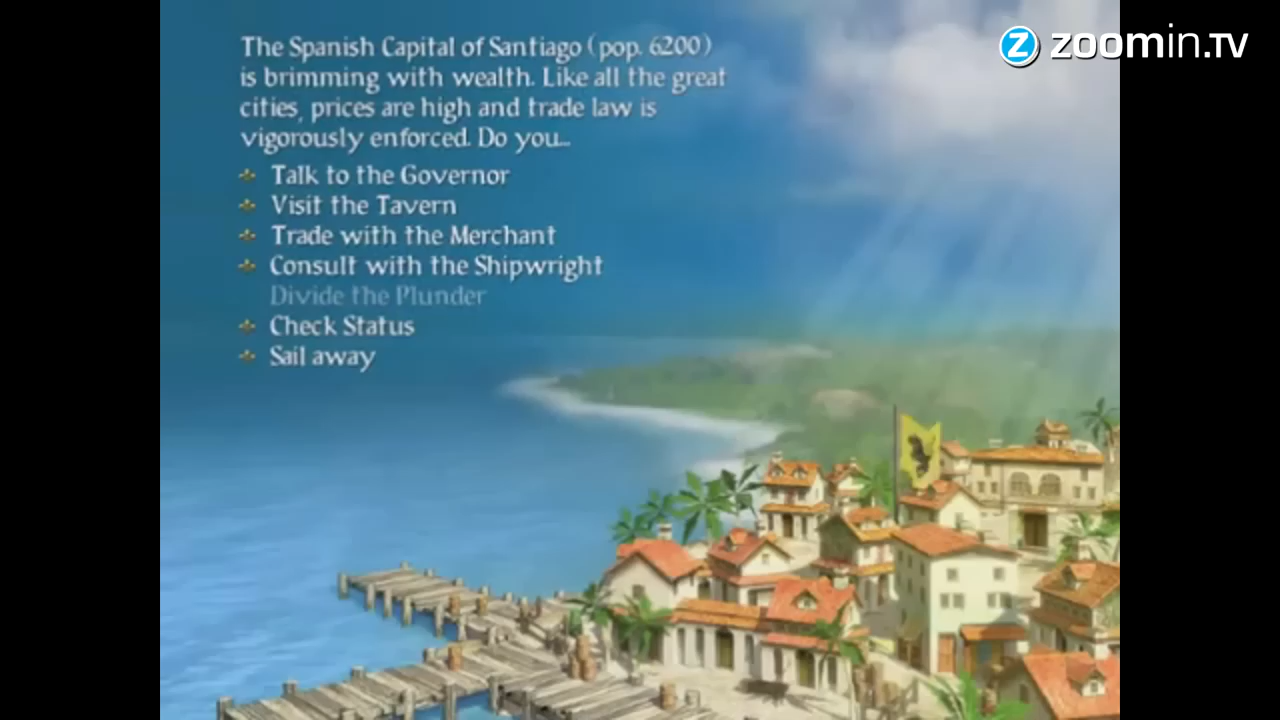 The Spanish Capital of Santiago (pop. 6200)
is brimming with wealth. Like all the great
cities, prices are high and trade law is
vigorously enforced. Do you...
Talk to the Governor
Visit the Tavern
Trade with the Merchant
Consult with the Shipwright
Divide the Plunder
Check Status
Sail away
Z zoomin.tv